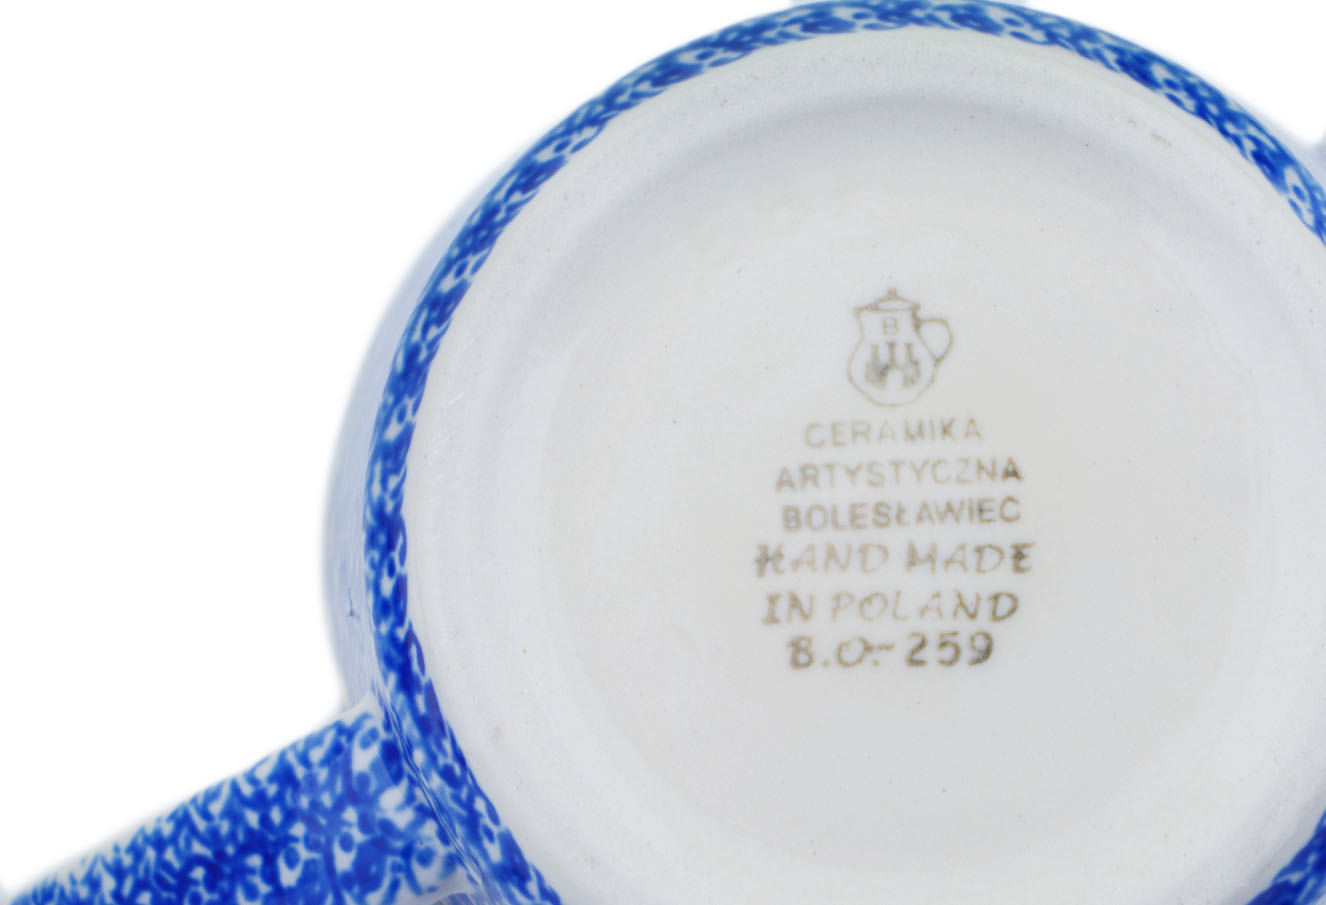 B
CERAMIKA
ARTYSTYCZNA
BOLESŁAWIEC
HAND MADE
IN POLAND
B.O.-259